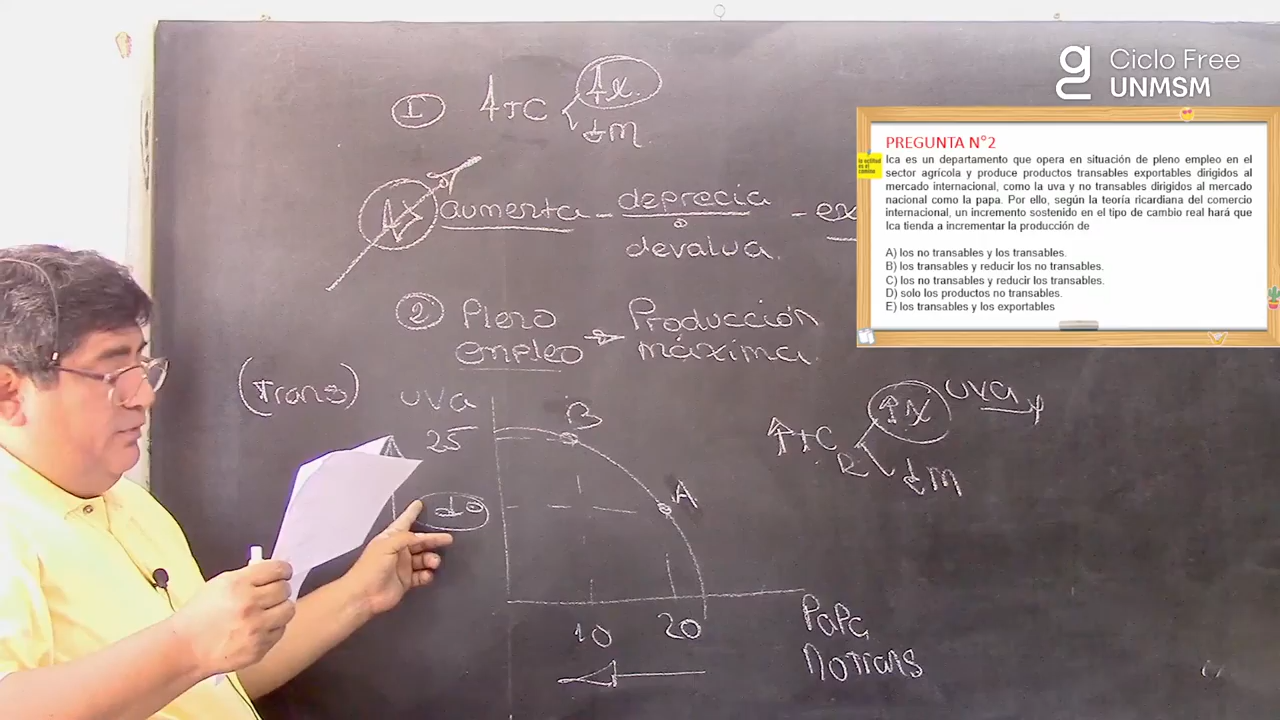 Ciclo Free
UNMSM
① ↑TC ↑X
↓M
aumenta - deprecia - ex
o
devalua
② Pleno → Producción
empleo máxima
PREGUNTA N°2
Ica es un departamento que opera en situación de pleno empleo en el
sector agrícola y produce productos transables exportables dirigidos al
mercado internacional, como la uva y no transables dirigidos al mercado
nacional como la papa. Por ello, según la teoría ricardiana del comercio
internacional, un incremento sostenido en el tipo de cambio real hará que
Ica tienda a incrementar la producción de
A) los no transables y los transables.
B) los transables y reducir los no transables.
C) los no transables y reducir los transables.
D) solo los productos no transables.
E) los transables y los exportables
(Trans) uva
25
B
A
10 20
Papa
Notrans
↑TC R ↑X uva
↓M